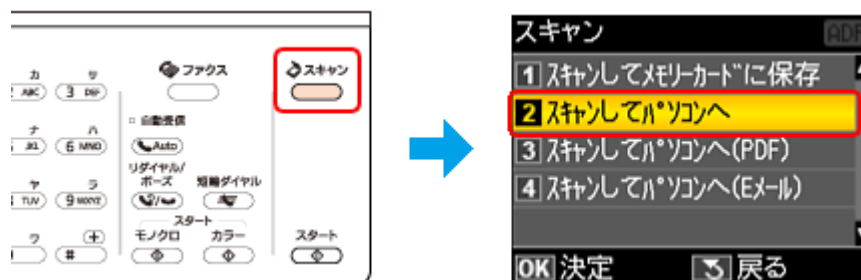 ファクス
スキャン
カ サ
ABC 3 DEF
自動受信
ナ ハ
JKL 6 MNO
Auto
リダイヤル/
ポーズ 短縮ダイヤル
ヤ ラ
TUV 9 WXYZ
スタート
モノクロ カラー スタート
ワ
#
スキャン ADF
1 スキャンしてメモリーカードに保存
2 スキャンしてパソコンへ
3 スキャンしてパソコンへ(PDF)
4 スキャンしてパソコンへ(Eメール)
OK 決定 戻る